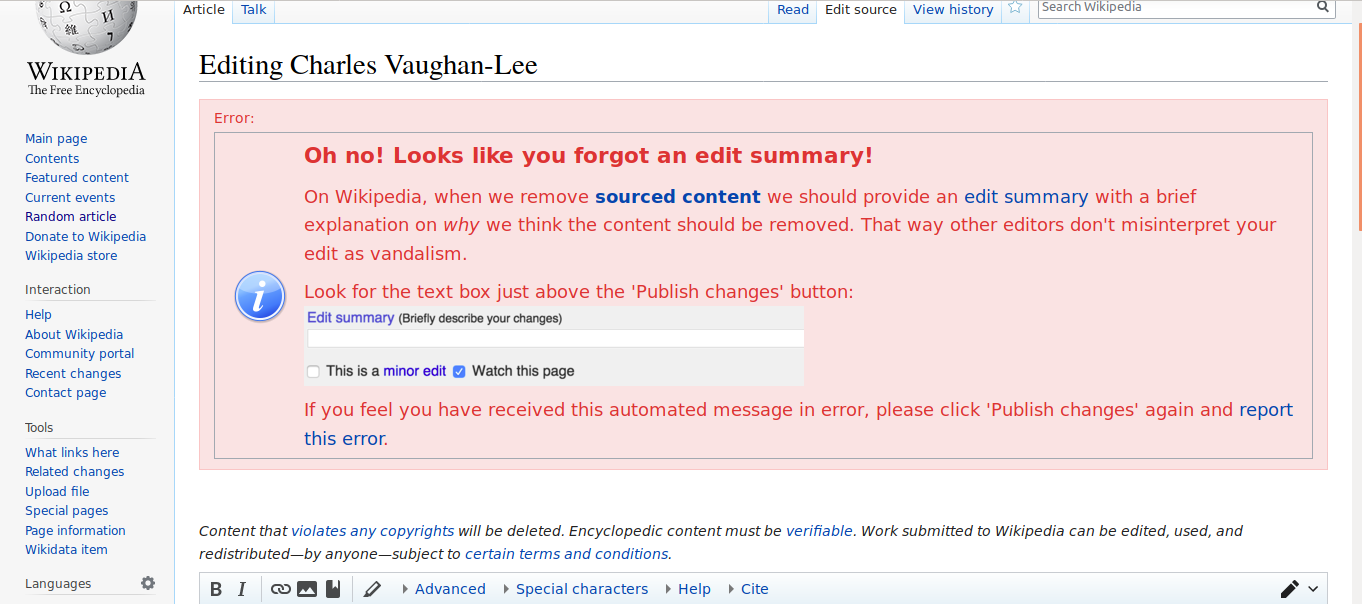 Article Talk Read Edit source View history Search Wikipedia
WIKIPEDIA
The Free Encyclopedia
Main page
Contents
Featured content
Current events
Random article
Donate to Wikipedia
Wikipedia store
Interaction
Help
About Wikipedia
Community portal
Recent changes
Contact page
Tools
What links here
Related changes
Upload file
Special pages
Page information
Wikidata item
Languages
Editing Charles Vaughan-Lee
Error:
Oh no! Looks like you forgot an edit summary!
On Wikipedia, when we remove sourced content we should provide an edit summary with a brief
explanation on why we think the content should be removed. That way other editors don't misinterpret your
edit as vandalism.
Look for the text box just above the 'Publish changes' button:
Edit summary (Briefly describe your changes)
This is a minor edit Watch this page
If you feel you have received this automated message in error, please click 'Publish changes' again and report
this error.
Content that violates any copyrights will be deleted. Encyclopedic content must be verifiable. Work submitted to Wikipedia can be edited, used, and
redistributed—by anyone—subject to certain terms and conditions.
B I Advanced Special characters Help Cite